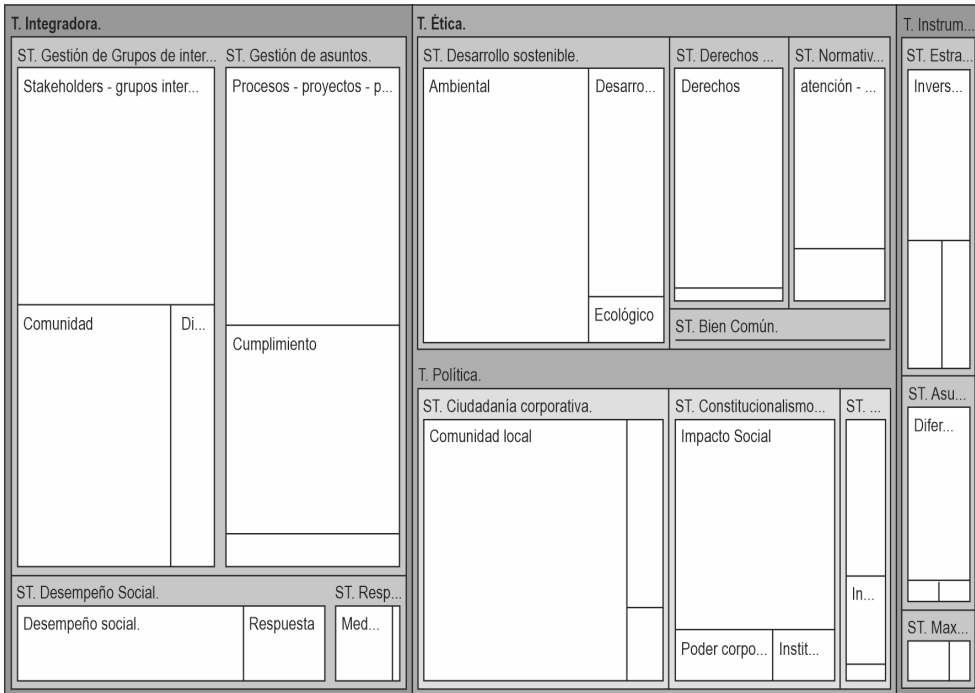 T. Integradora.
ST. Gestión de Grupos de inter...
Stakeholders - grupos inter...
Comunidad
Di...
ST. Gestión de asuntos.
Procesos - proyectos - p...
Cumplimiento
ST. Desempeño Social.
Desempeño social.
Respuesta
ST. Resp...
Med...
T. Ética.
ST. Desarrollo sostenible.
Ambiental
Desarro...
Ecológico
ST. Derechos ...
Derechos
ST. Normativ...
atención - ...
ST. Bien Común.
T. Política.
ST. Ciudadanía corporativa.
Comunidad local
ST. Constitucionalismo...
Impacto Social
Poder corpo...
Instit...
ST. ...
In...
T. Instrum...
ST. Estra...
Invers...
ST. Asu...
Difer...
ST. Max...